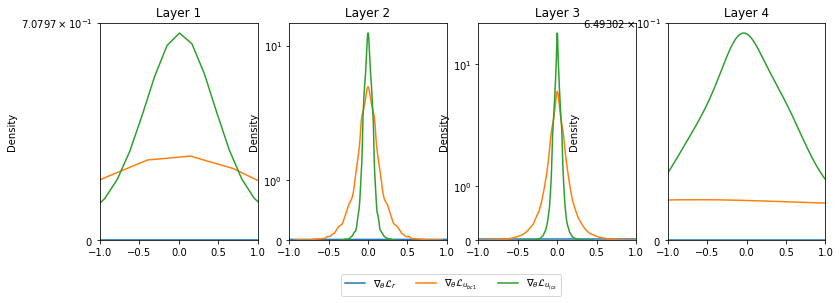 Layer 1
Layer 2
Layer 3
Layer 4
7.0797 × 10⁻¹
10¹
10¹
6.49302 × 10⁻¹
Density
Density
Density
Density
10⁰
10⁰
0
0
0
0
−1.0 −0.5 0.0 0.5 1.0
−1.0 −0.5 0.0 0.5 1.0
−1.0 −0.5 0.0 0.5 1.0
−1.0 −0.5 0.0 0.5 1.0
∇θℒr ∇θℒu_bc1 ∇θℒu_ics